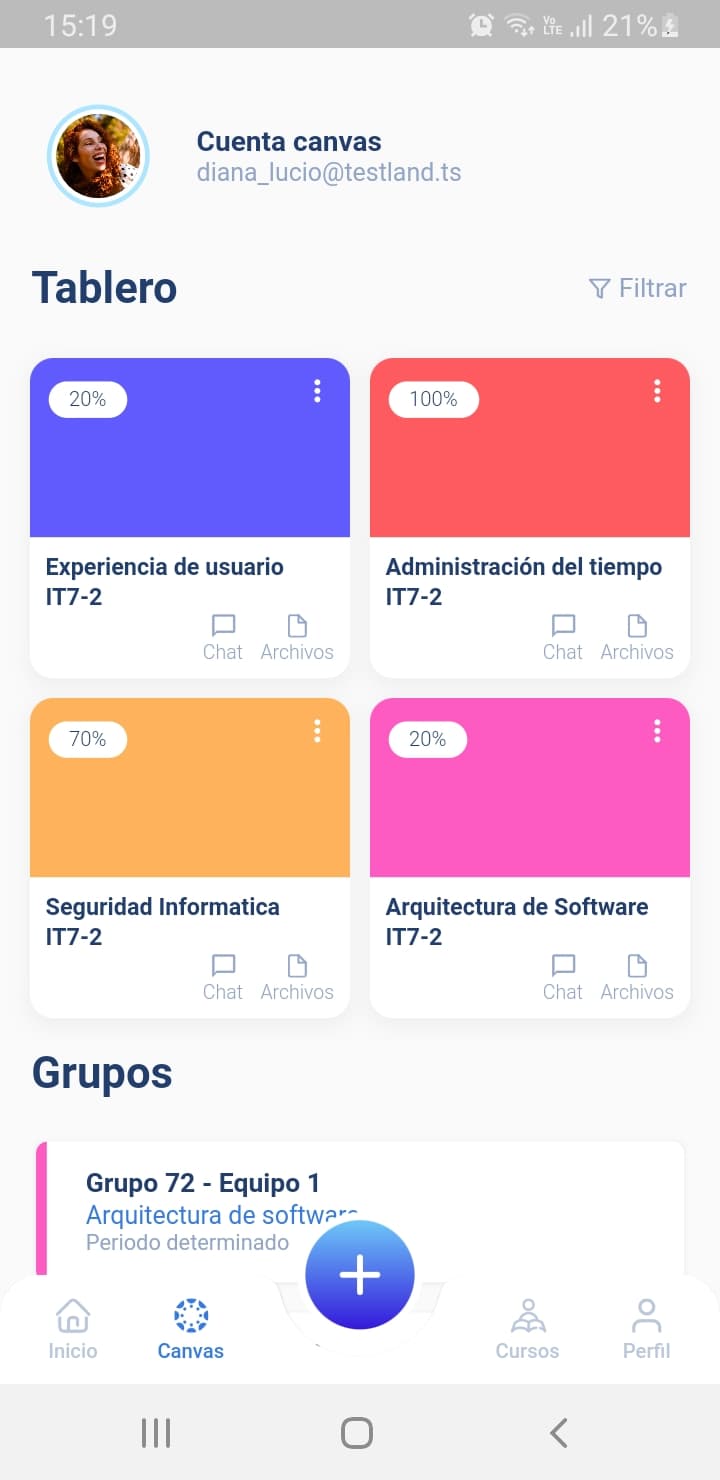 15:19
Vo
LTE
21%
Cuenta canvas
diana_lucio@testland.ts
Tablero
Filtrar
20%
100%
Experiencia de usuario
IT7-2
Chat
Archivos
Administración del tiempo
IT7-2
Chat
Archivos
70%
20%
Seguridad Informatica
IT7-2
Chat
Archivos
Arquitectura de Software
IT7-2
Chat
Archivos
Grupos
Grupo 72 - Equipo 1
Arquitectura de software
Periodo determinado
Inicio
Canvas
Cursos
Perfil